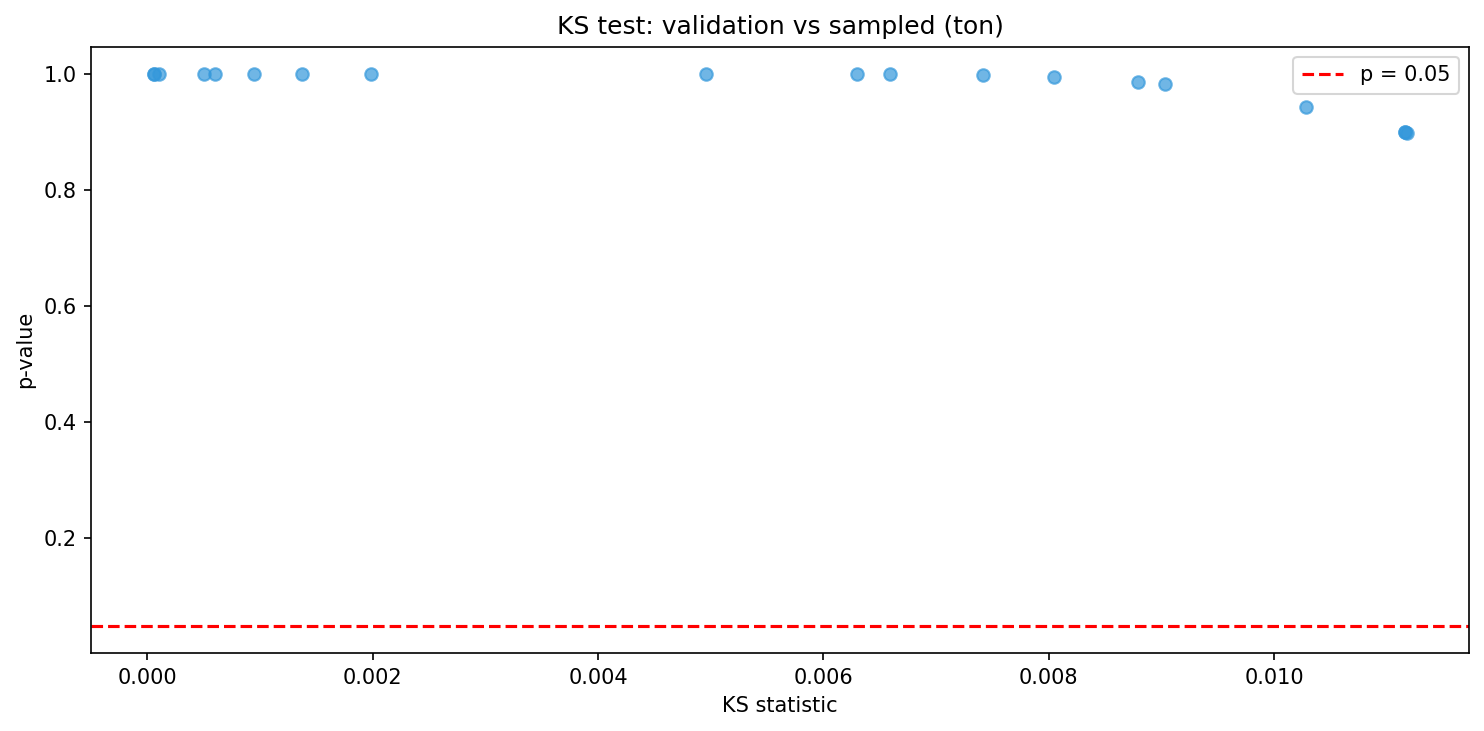 KS test: validation vs sampled (ton)
p = 0.05
1.0
0.8
0.6
0.4
0.2
p-value
0.000 0.002 0.004 0.006 0.008 0.010
KS statistic